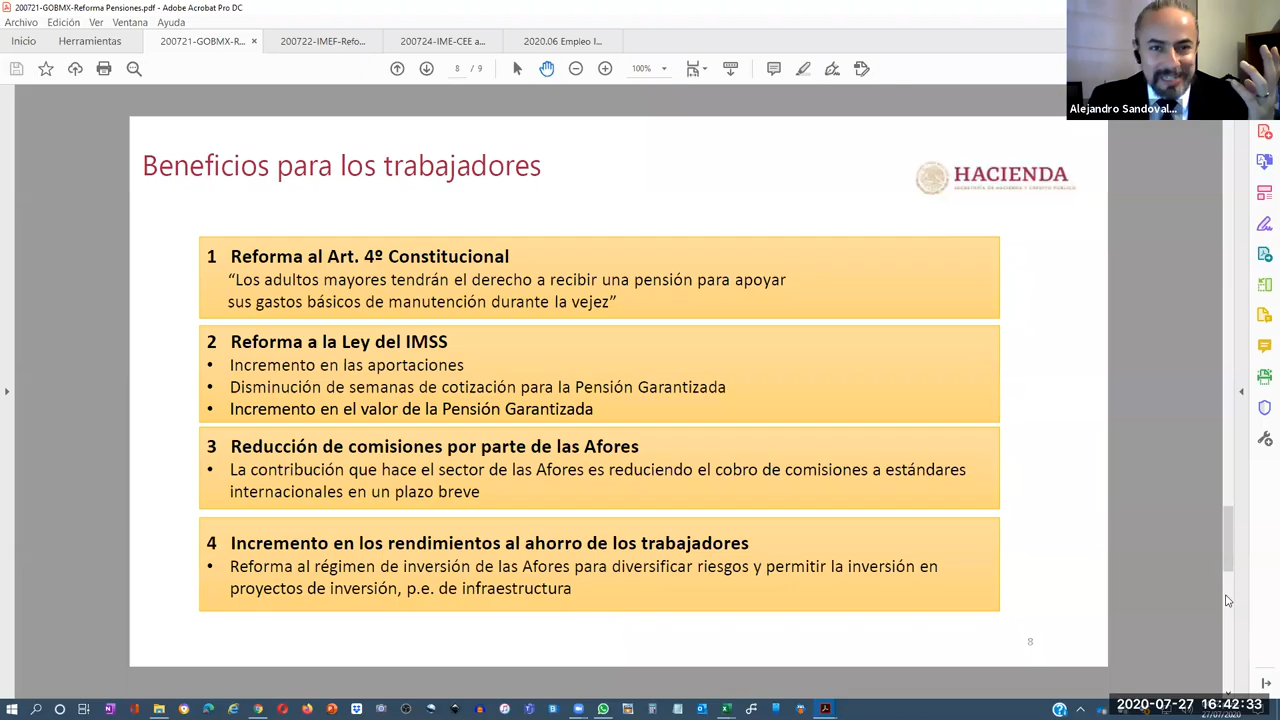 200721-GOBMX-Reforma Pensiones.pdf - Adobe Acrobat Pro DC
Archivo Edición Ver Ventana Ayuda
Inicio Herramientas 200721-GOBMX-R... × 200722-IMEF-Refo... 200724-IME-CEE a... 2020.06 Empleo I...
8 / 9 100%
Alejandro Sandoval...
Beneficios para los trabajadores
HACIENDA
SECRETARÍA DE HACIENDA Y CRÉDITO PÚBLICO
1 Reforma al Art. 4º Constitucional
“Los adultos mayores tendrán el derecho a recibir una pensión para apoyar
sus gastos básicos de manutención durante la vejez”
2 Reforma a la Ley del IMSS
• Incremento en las aportaciones
• Disminución de semanas de cotización para la Pensión Garantizada
• Incremento en el valor de la Pensión Garantizada
3 Reducción de comisiones por parte de las Afores
• La contribución que hace el sector de las Afores es reduciendo el cobro de comisiones a estándares
internacionales en un plazo breve
4 Incremento en los rendimientos al ahorro de los trabajadores
• Reforma al régimen de inversión de las Afores para diversificar riesgos y permitir la inversión en
proyectos de inversión, p.e. de infraestructura
8
2020-07-27 16:42:33
27/07/2020